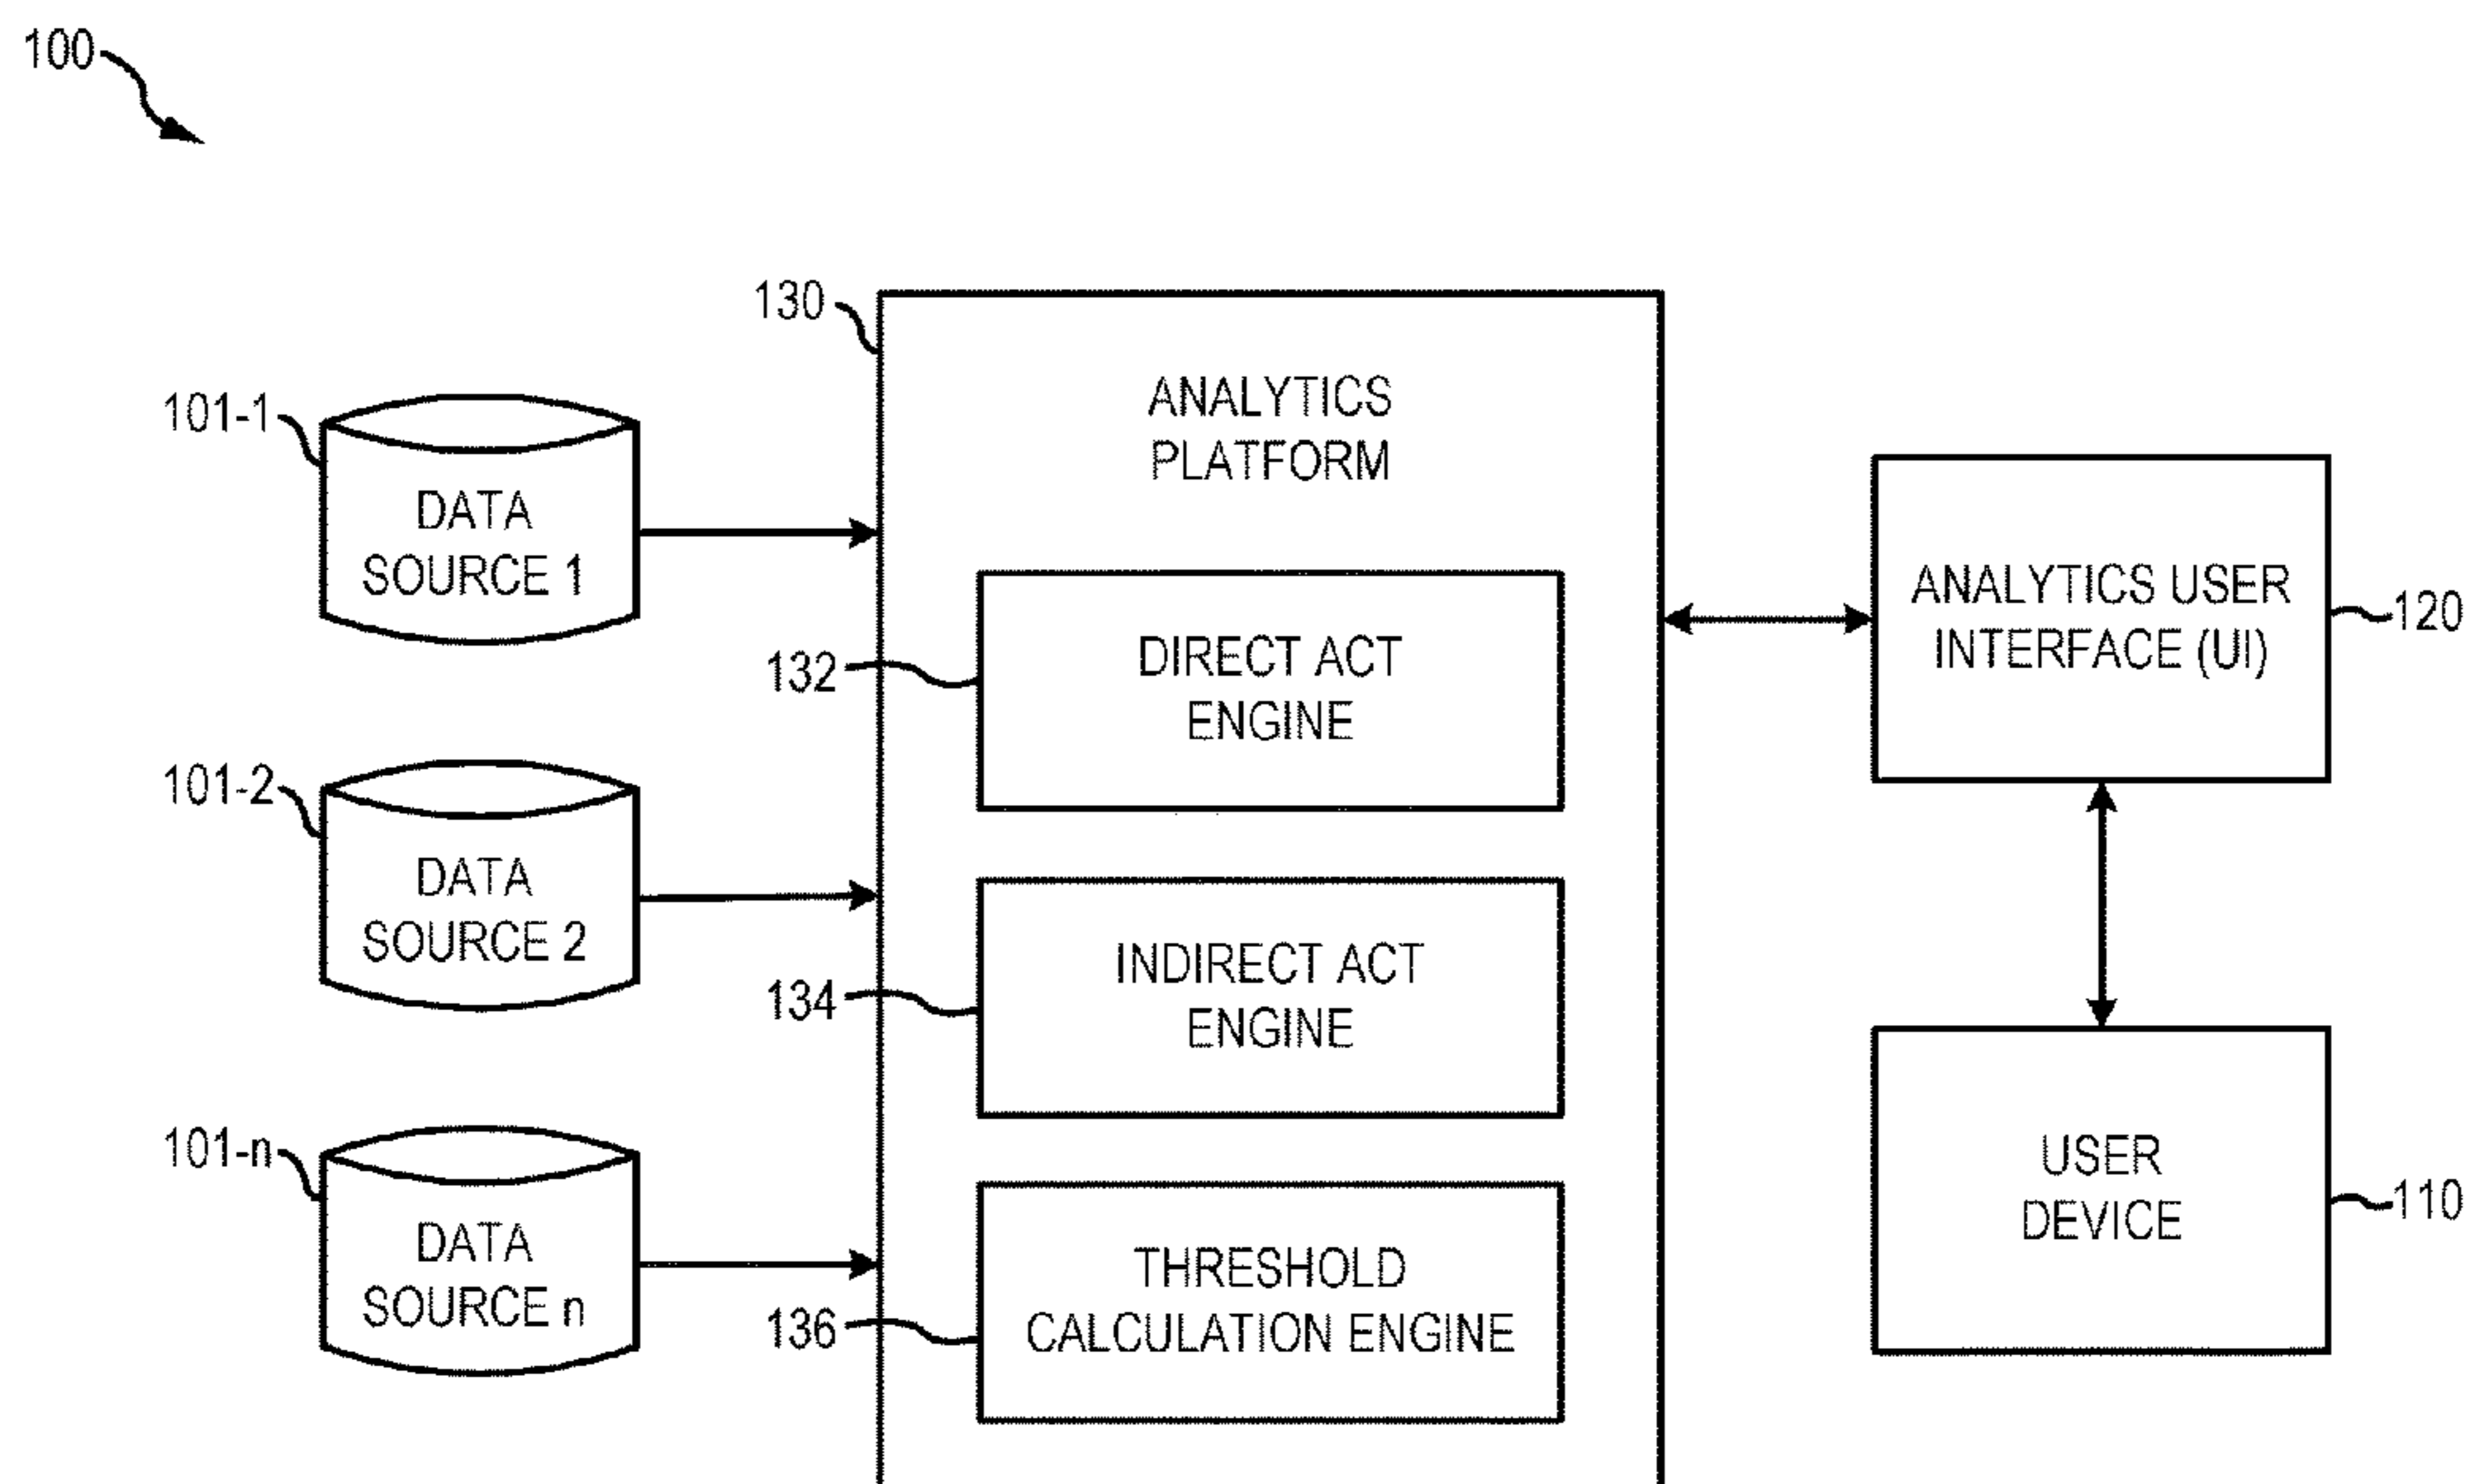 100
130
ANALYTICS
PLATFORM
101-1
DATA
SOURCE 1
132
DIRECT ACT
ENGINE
ANALYTICS USER
INTERFACE (UI)
120
101-2
DATA
SOURCE 2
134
INDIRECT ACT
ENGINE
101-n
DATA
SOURCE n
136
THRESHOLD
CALCULATION ENGINE
USER
DEVICE
110